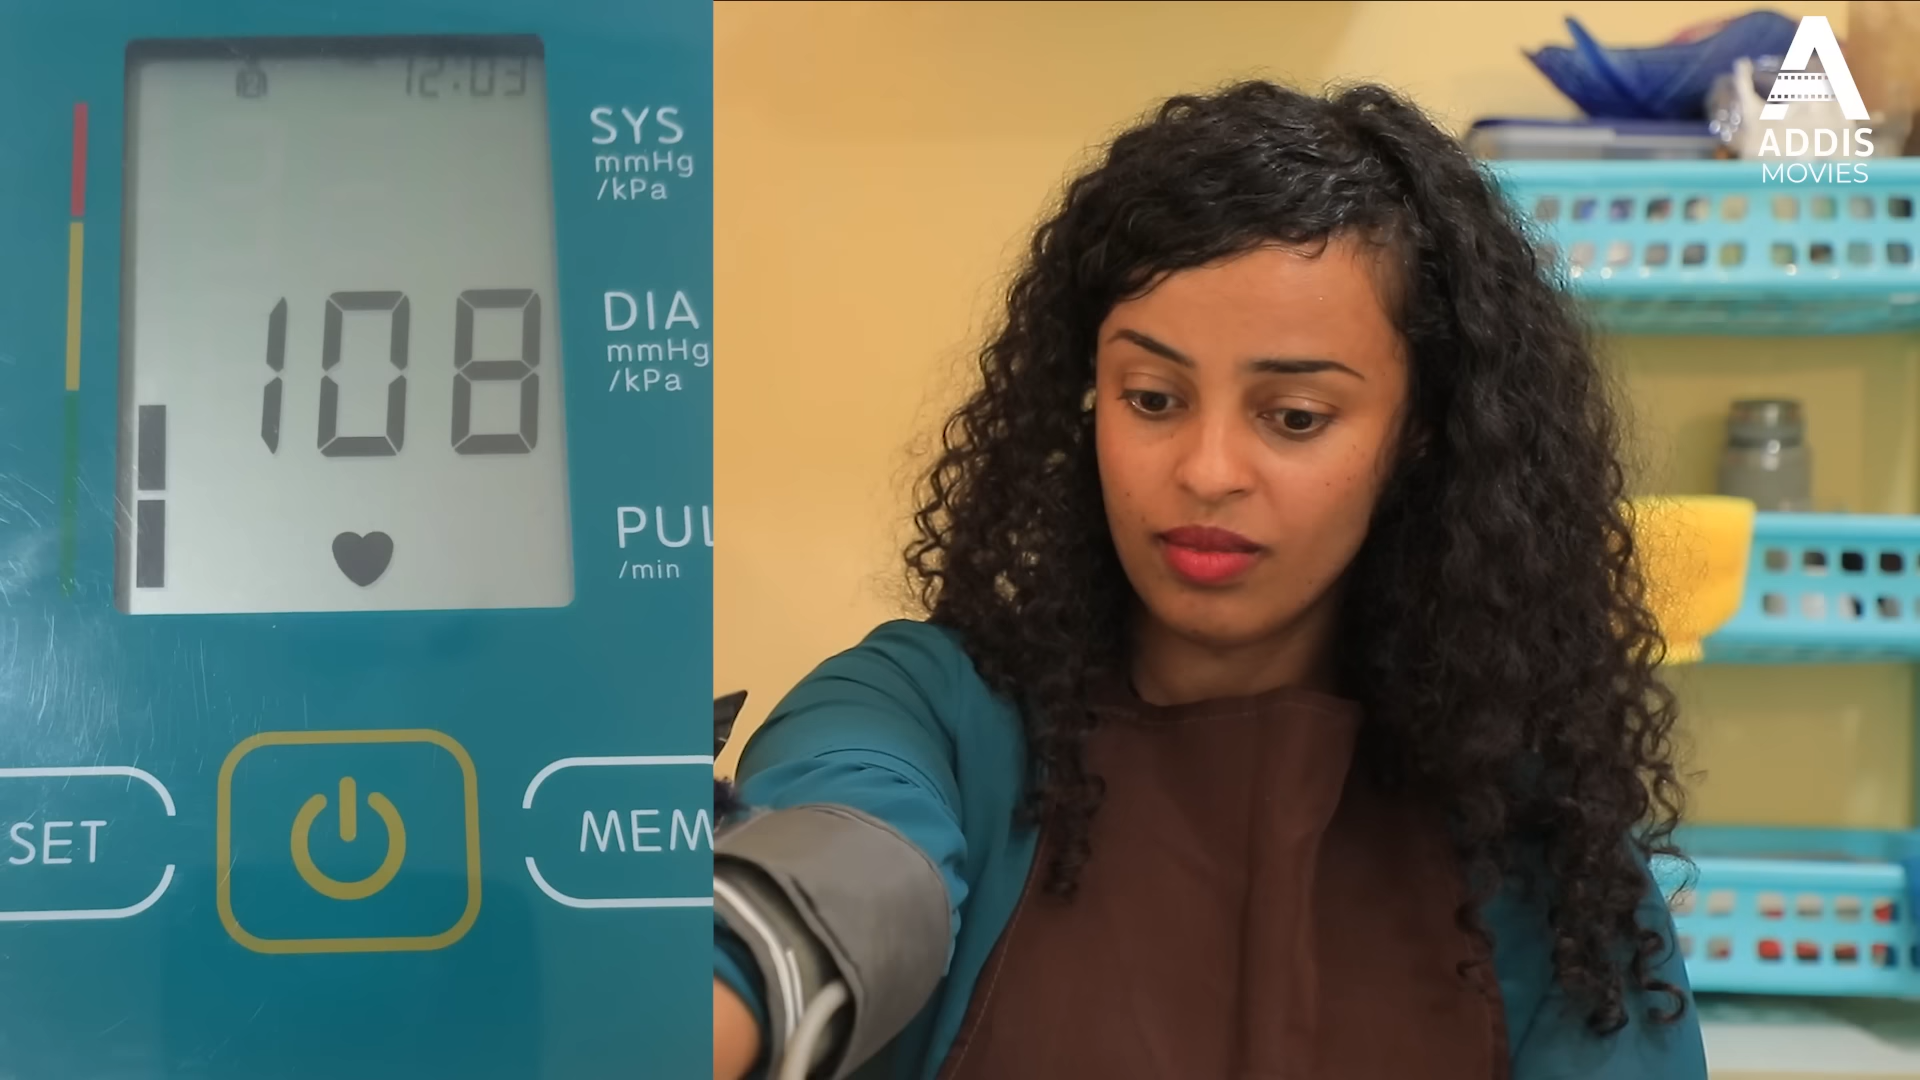 12:03
SYS
mmHg
/kPa
108
DIA
mmHg
/kPa
PUL
/min
SET
MEM
A
ADDIS
MOVIES